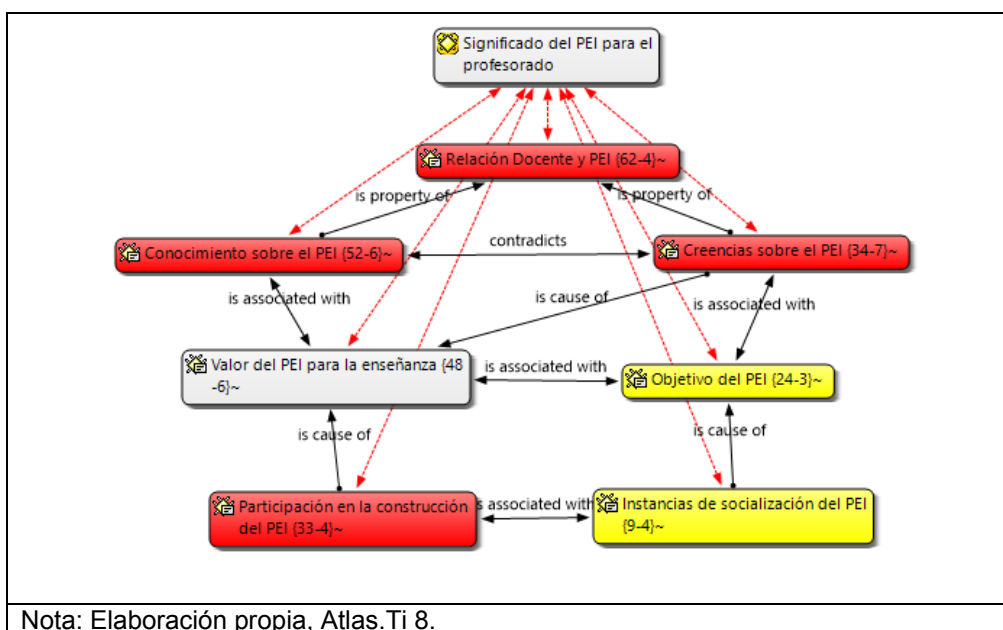 Significado del PEI para el
profesorado
Relación Docente y PEI {62-4}~
is property of
is property of
Conocimiento sobre el PEI {52-6}~
contradicts
Creencias sobre el PEI {34-7}~
is associated with
is cause of
is associated with
Valor del PEI para la enseñanza {48
-6}~
is associated with
Objetivo del PEI {24-3}~
is cause of
is cause of
Participación en la construcción
del PEI {33-4}~
is associated with
Instancias de socialización del PEI
{9-4}~
Nota: Elaboración propia, Atlas.Ti 8.